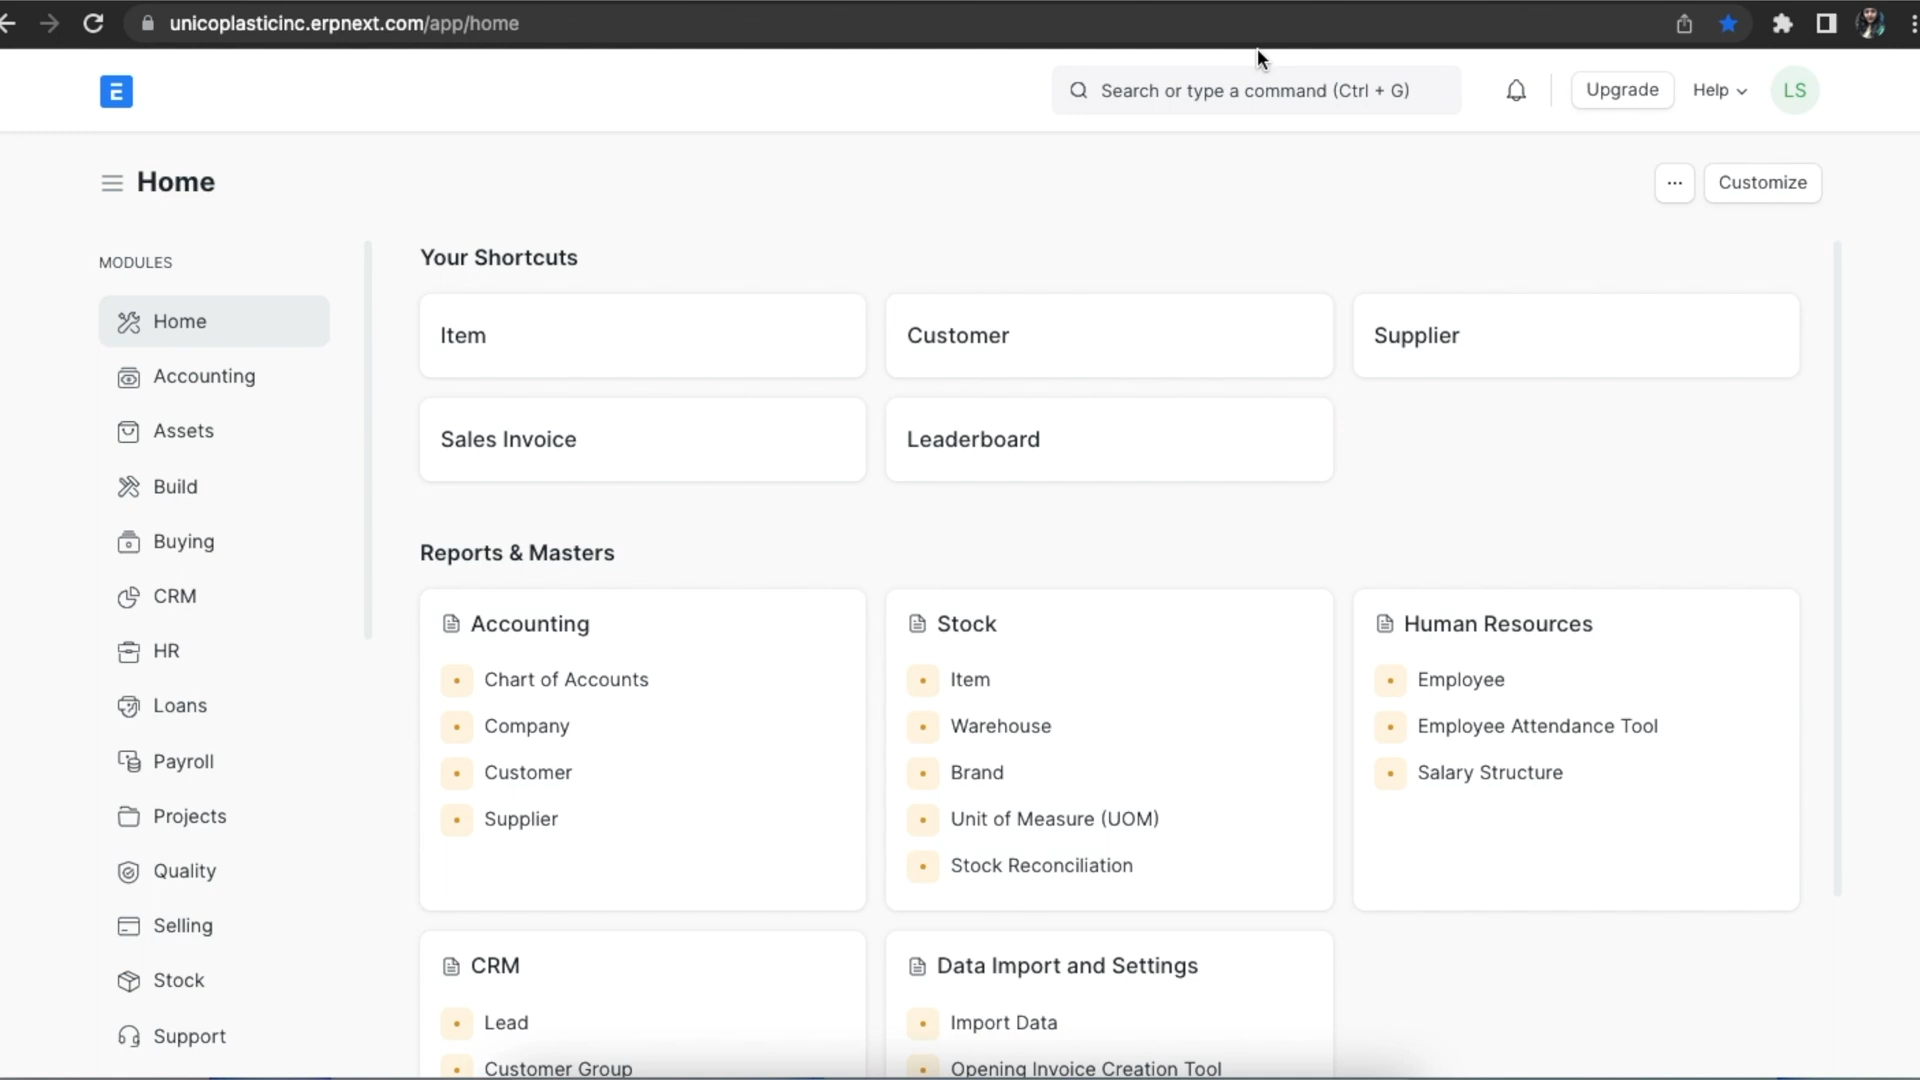 unicoplasticinc.erpnext.com/app/home
E
Search or type a command (Ctrl + G)
Upgrade
Help
LS
Home
...
Customize
MODULES
Home
Accounting
Assets
Build
Buying
CRM
HR
Loans
Payroll
Projects
Quality
Selling
Stock
Support
Your Shortcuts
Item
Customer
Supplier
Sales Invoice
Leaderboard
Reports & Masters
Accounting
Chart of Accounts
Company
Customer
Supplier
Stock
Item
Warehouse
Brand
Unit of Measure (UOM)
Stock Reconciliation
Human Resources
Employee
Employee Attendance Tool
Salary Structure
CRM
Lead
Customer Group
Data Import and Settings
Import Data
Opening Invoice Creation Tool